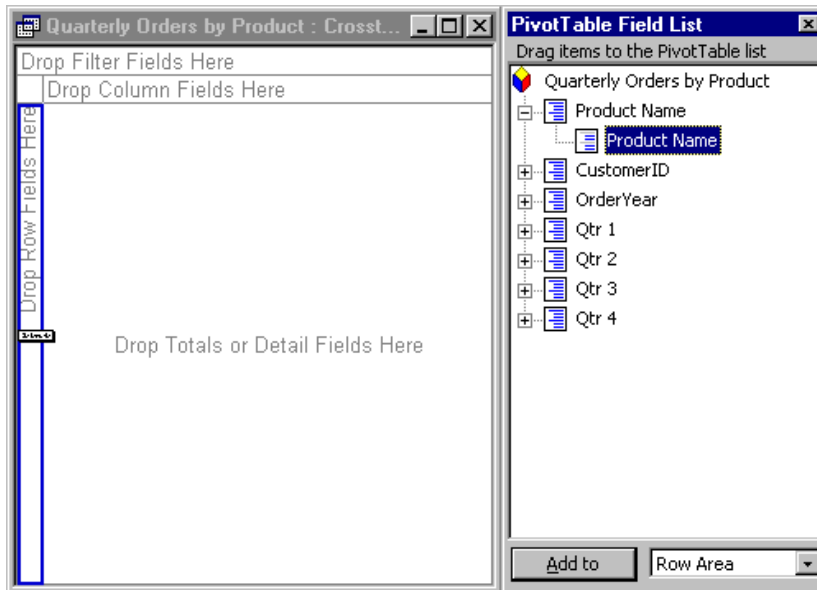 Quarterly Orders by Product : Crosst...
Drop Filter Fields Here
Drop Column Fields Here
Drop Row Fields Here
Drop Totals or Detail Fields Here
PivotTable Field List
Drag items to the PivotTable list
Quarterly Orders by Product
Product Name
Product Name
CustomerID
OrderYear
Qtr 1
Qtr 2
Qtr 3
Qtr 4
Add to
Row Area